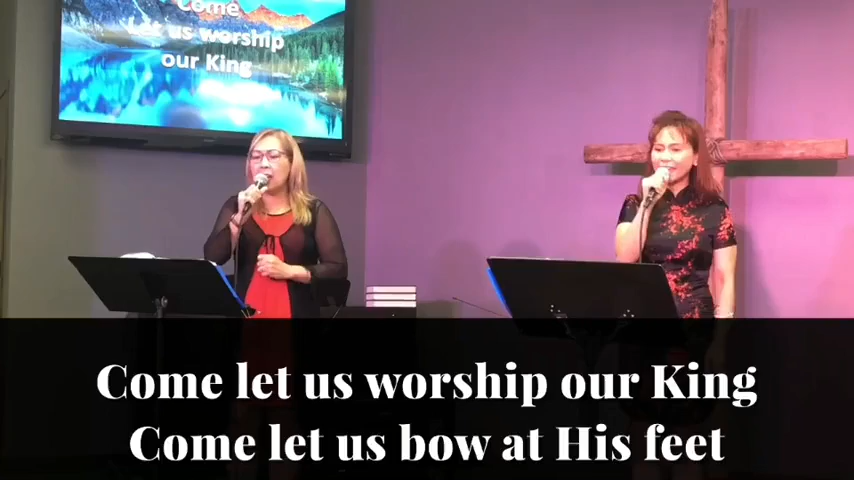 Come
Let us worship
our King
Come let us worship our King
Come let us bow at His feet